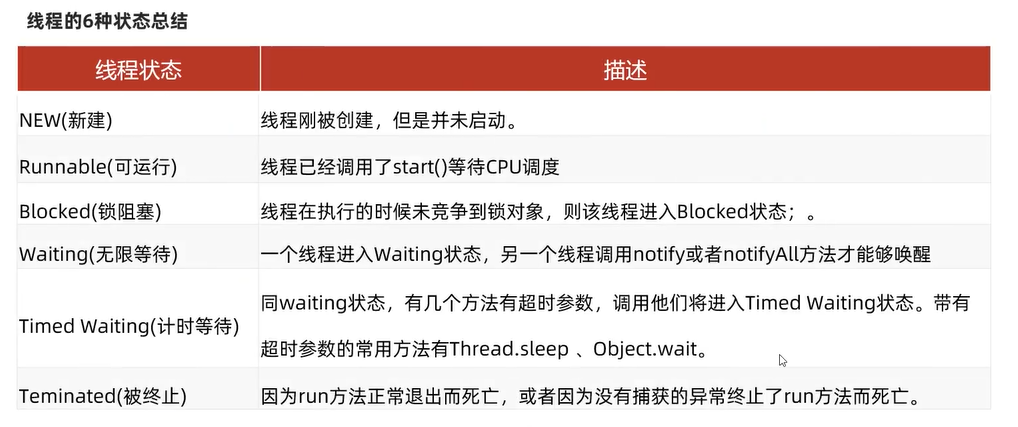 线程的6种状态总结
线程状态 描述
NEW(新建) 线程刚被创建，但是并未启动。
Runnable(可运行) 线程已经调用了start()等待CPU调度
Blocked(锁阻塞) 线程在执行的时候未竞争到锁对象，则该线程进入Blocked状态；。
Waiting(无限等待) 一个线程进入Waiting状态，另一个线程调用notify或者notifyAll方法才能够唤醒
Timed Waiting(计时等待) 同waiting状态，有几个方法有超时参数，调用他们将进入Timed Waiting状态。带有
超时参数的常用方法有Thread.sleep 、Object.wait。
Teminated(被终止) 因为run方法正常退出而死亡，或者因为没有捕获的异常终止了run方法而死亡。